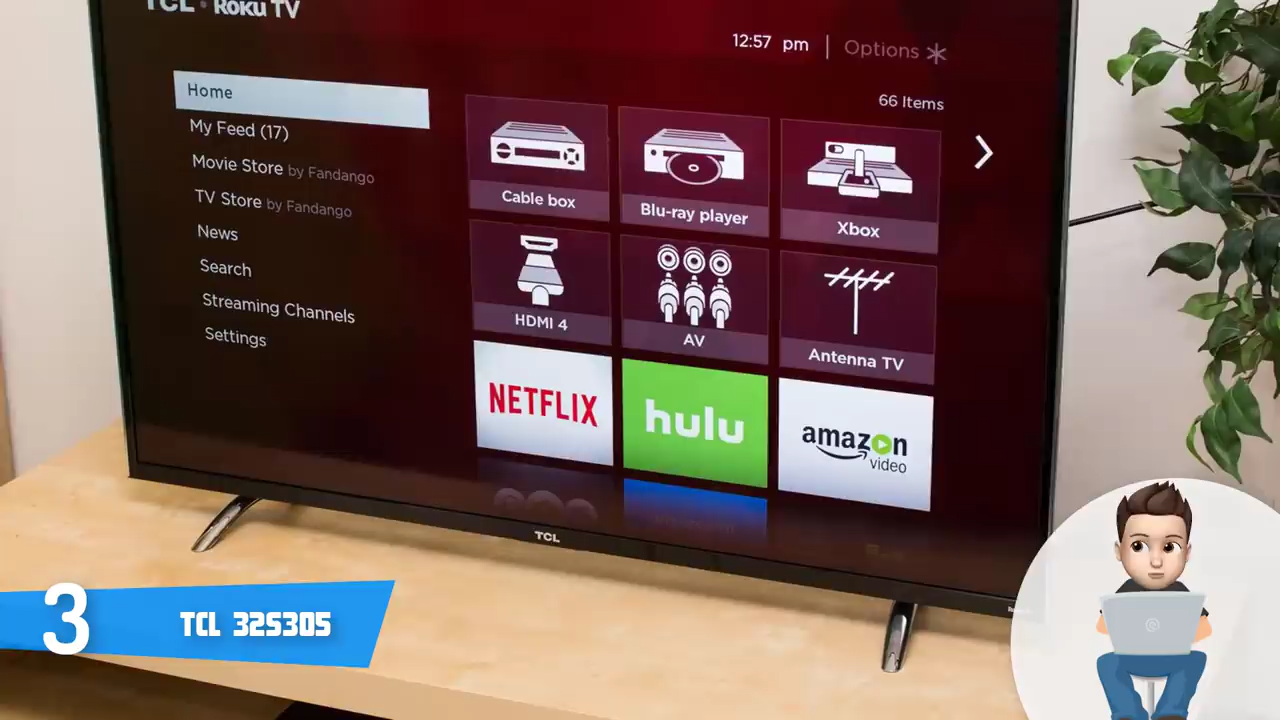 TCL • Roku TV
12:57 pm | Options
66 Items
Home
My Feed (17)
Movie Store by Fandango
TV Store by Fandango
News
Search
Streaming Channels
Settings
Cable box
Blu-ray player
Xbox
HDMI 4
AV
Antenna TV
NETFLIX
hulu
amazon
video
TCL
3
TCL 32S305